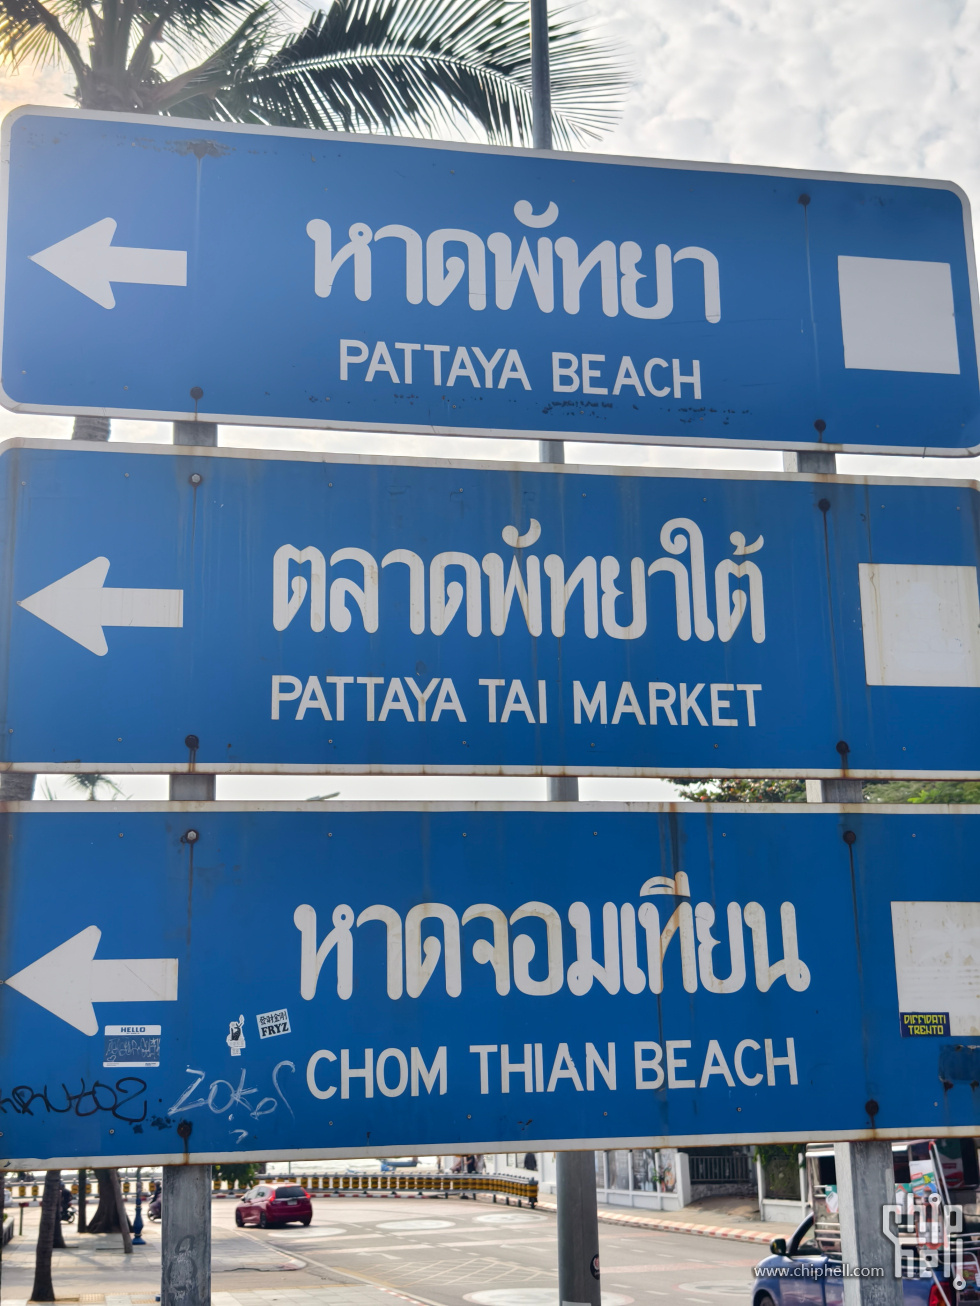 หาดพัทยา
PATTAYA BEACH
ตลาดพัทยาใต้
PATTAYA TAI MARKET
หาดจอมเทียน
CHOM THIAN BEACH
HELLO
FRYZ
DIFFIDATI
TRENTO
chip
hell
www.chiphell.com